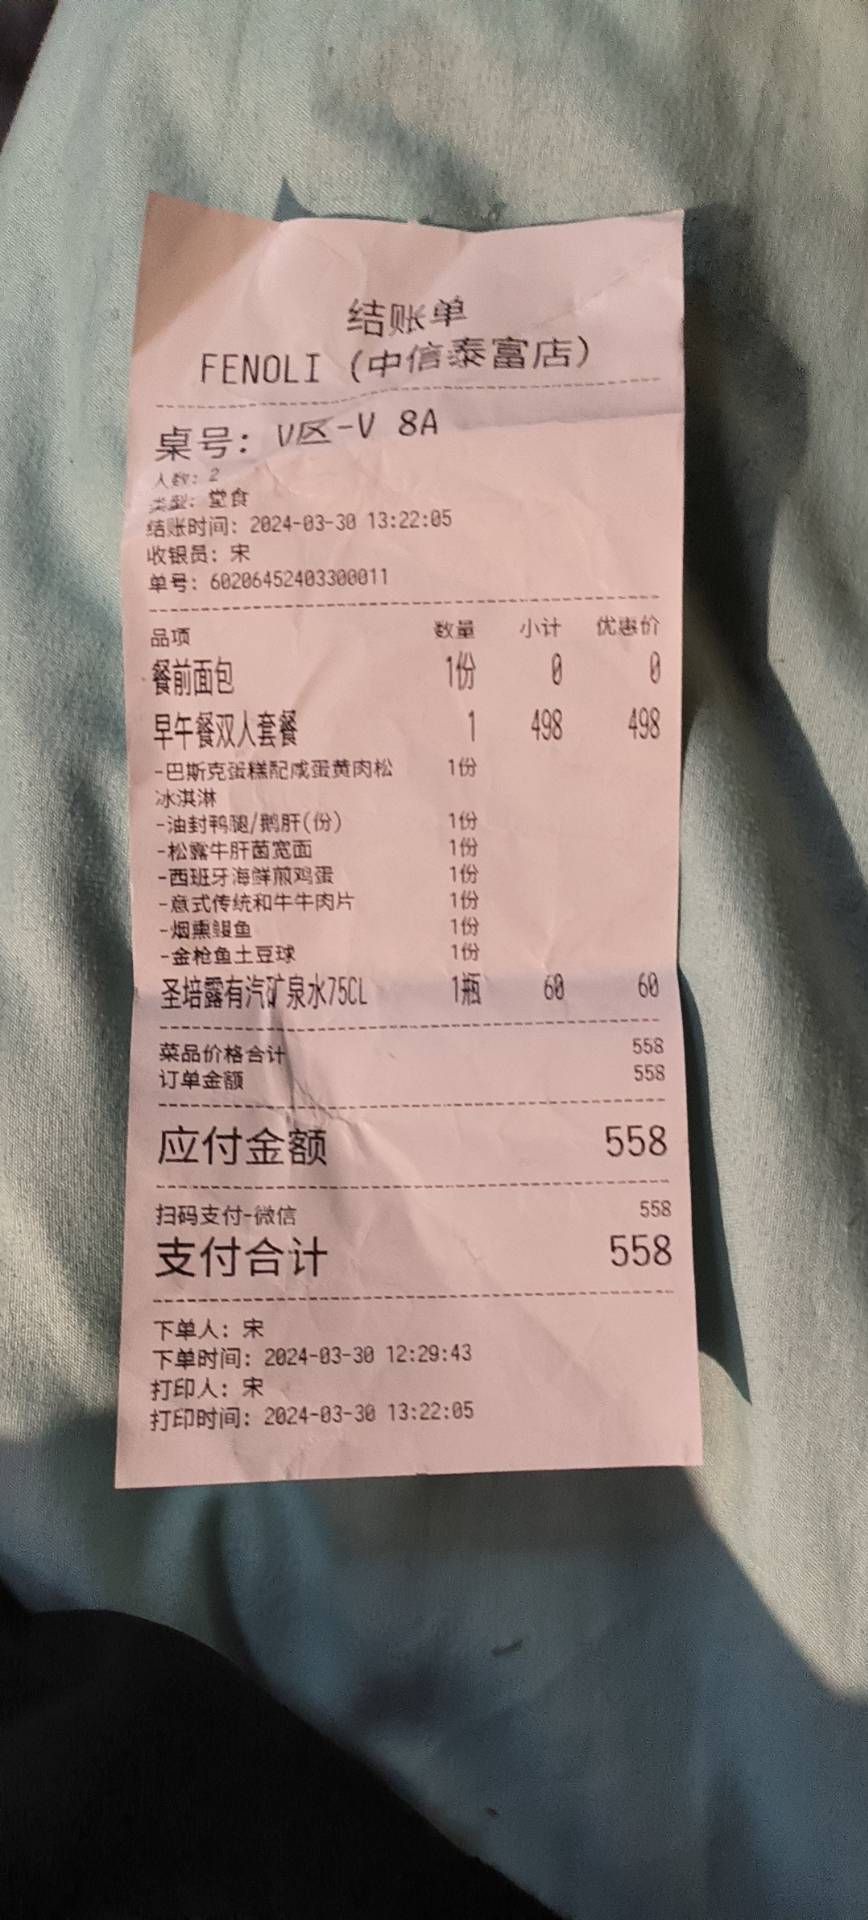 结账单
FENOLI (中信泰富店)
桌号: V区-V 8A
人数: 2
类型: 堂食
结账时间: 2024-03-30 13:22:05
收银员: 宋
单号: 60206452403300011
品项 数量 小计 优惠价
餐前面包 1份 0 0
早午餐双人套餐 1 498 498
-巴斯克蛋糕配咸蛋黄肉松 1份
冰淇淋
-油封鸭腿/鹅肝(份) 1份
-松露牛肝菌宽面 1份
-西班牙海鲜煎鸡蛋 1份
-意式传统和牛牛肉片 1份
-烟熏鳗鱼 1份
-金枪鱼土豆球 1份
圣培露有汽矿泉水75CL 1瓶 60 60
菜品价格合计 558
订单金额 558
应付金额 558
扫码支付-微信 558
支付合计 558
下单人: 宋
下单时间: 2024-03-30 12:29:43
打印人: 宋
打印时间: 2024-03-30 13:22:05